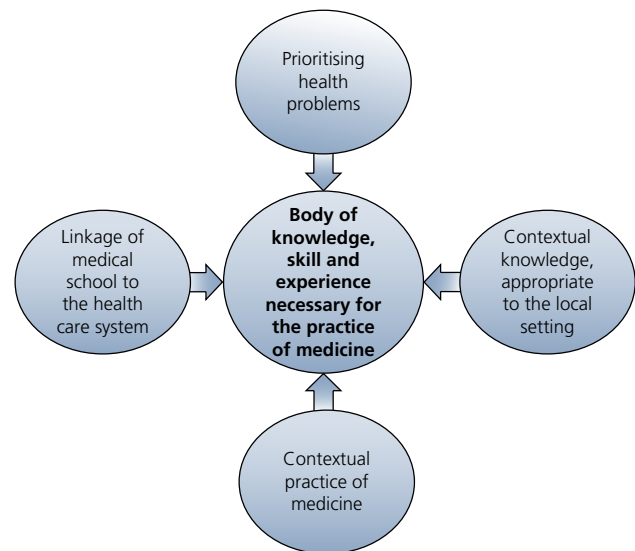 Prioritising
health
problems
Linkage of
medical
school to
the health
care system
Body of
knowledge,
skill and
experience
necessary for
the practice
of medicine
Contextual
knowledge,
appropriate
to the local
setting
Contextual
practice of
medicine